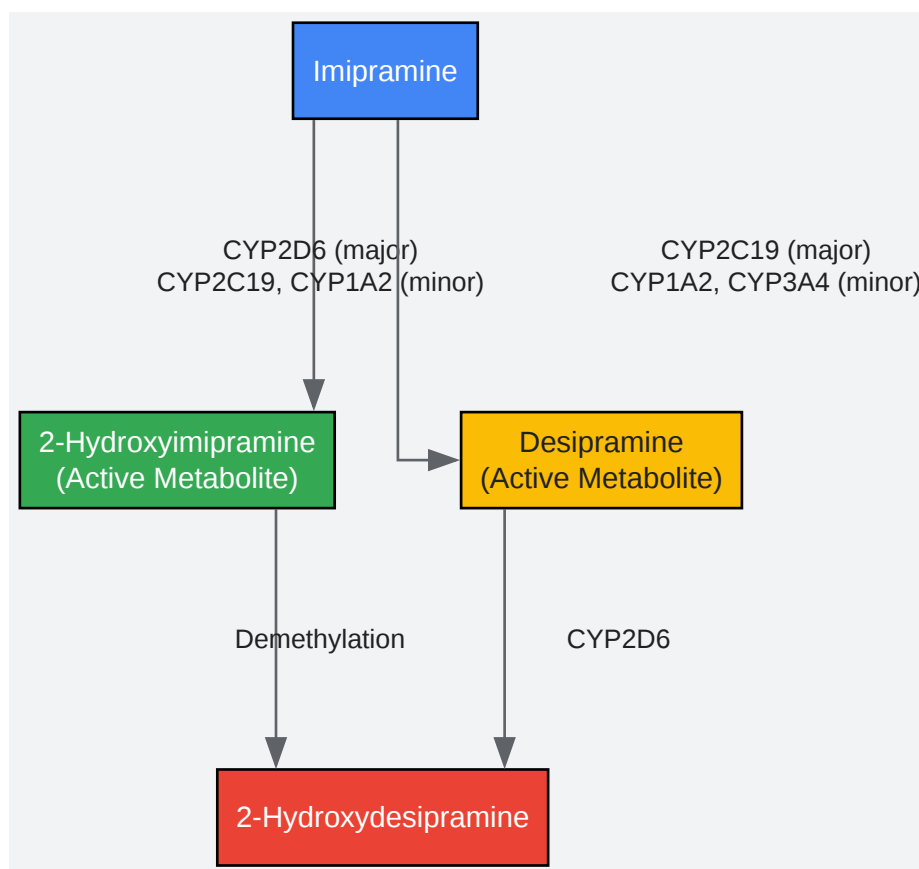 Imipramine
CYP2D6 (major)
CYP2C19, CYP1A2 (minor)
CYP2C19 (major)
CYP1A2, CYP3A4 (minor)
2-Hydroxyimipramine
(Active Metabolite)
Desipramine
(Active Metabolite)
Demethylation
CYP2D6
2-Hydroxydesipramine